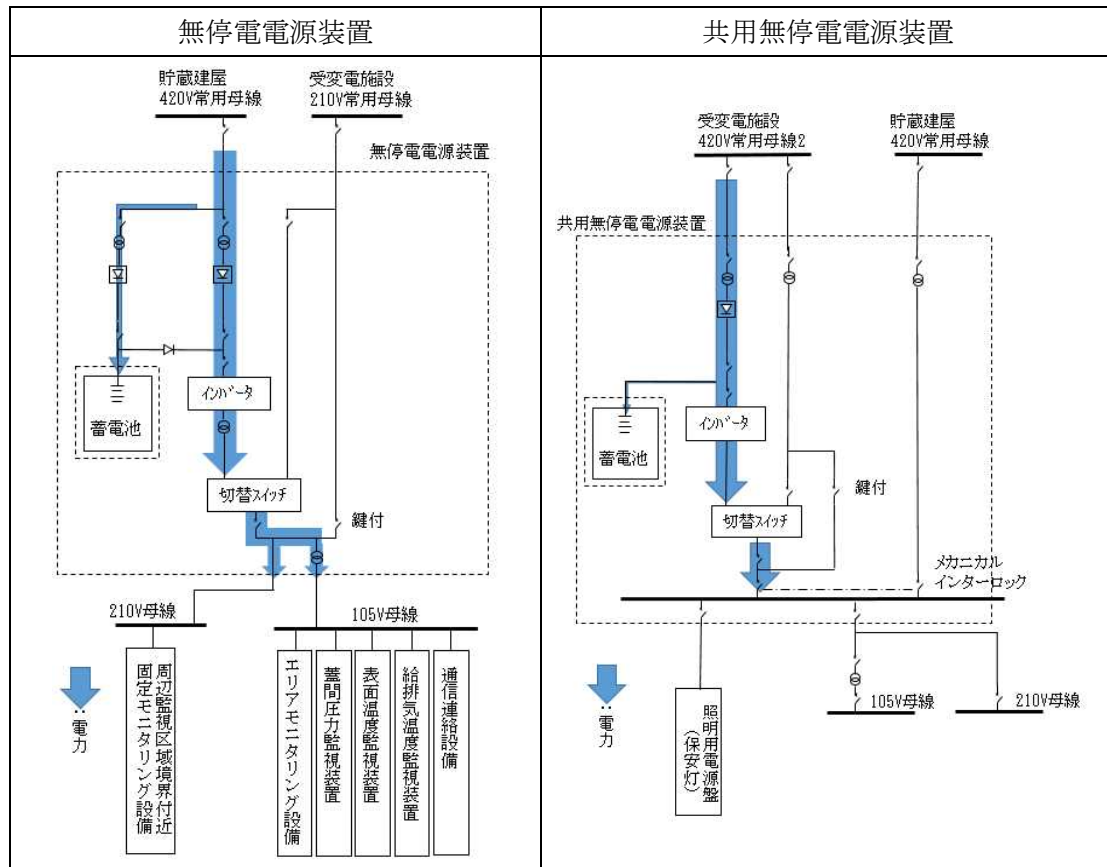 無停電電源装置
貯蔵建屋
420V常用母線
受変電施設
210V常用母線
無停電電源装置
インバータ
蓄電池
切替スイッチ
鍵付
210V母線
105V母線
周辺監視区域境界付近
固定モニタリング設備
エリアモニタリング設備
蓋間圧力監視装置
表面温度監視装置
給排気温度監視装置
通信連絡設備
：電力
共用無停電電源装置
受変電施設
420V常用母線2
貯蔵建屋
420V常用母線
共用無停電電源装置
インバータ
蓄電池
切替スイッチ
鍵付
メカニカル
インターロック
照明用電源盤
(保安灯)
105V母線
210V母線
：電力